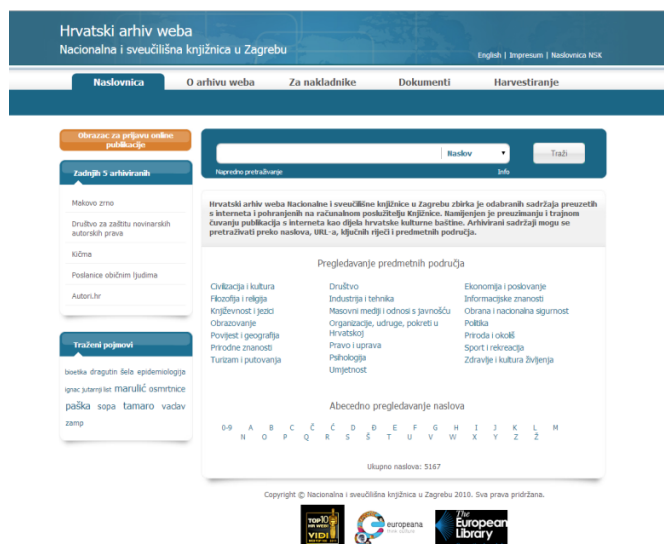 Hrvatski arhiv weba
Nacionalna i sveučilišna knjižnica u Zagrebu
English | Impresum | Naslovnica NSK
Naslovnica O arhivu weba Za nakladnike Dokumenti Harvestiranje
Obrazac za prijavu online
publikacije
Naslov Traži
Napredno pretraživanje Info
Zadnjih 5 arhiviranih
Makovo zrno
Društvo za zaštitu novinarskih
autorskih prava
Kičma
Poslanice običnim ljudima
Autori.hr
Traženi pojmovi
bioetika dragutin šela epidemiologija
ignac jutarnji list marulić osmrtnice
paška sopa tamaro vaclav
zamp
Hrvatski arhiv weba Nacionalne i sveučilišne knjižnice u Zagrebu zbirka je odabranih sadržaja preuzetih
s interneta i pohranjenih na računalnom poslužitelju Knjižnice. Namijenjen je preuzimanju i trajnom
čuvanju publikacija s interneta kao dijela hrvatske kulturne baštine. Arhivirani sadržaji mogu se
pretraživati preko naslova, URL-a, ključnih riječi i predmetnih područja.
Pregledavanje predmetnih područja
Civilizacija i kultura
Filozofija i religija
Književnost i jezici
Obrazovanje
Povijest i geografija
Prirodne znanosti
Turizam i putovanja
Društvo
Industrija i tehnika
Masovni mediji i odnosi s javnošću
Organizacije, udruge, pokreti u
Hrvatskoj
Pravo i uprava
Psihologija
Umjetnost
Ekonomija i poslovanje
Informacijske znanosti
Obrana i nacionalna sigurnost
Politika
Priroda i okoliš
Sport i rekreacija
Zdravlje i kultura življenja
Abecedno pregledavanje naslova
0-9 A B C Č Ć D Đ E F G H I J K L M
N O P Q R S Š T U V W X Y Z Ž
Ukupno naslova: 5167
Copyright © Nacionalna i sveučilišna knjižnica u Zagrebu 2010. Sva prava pridržana.
TOP10
HR WEB
VIDI
europeana
think culture
The
European
Library